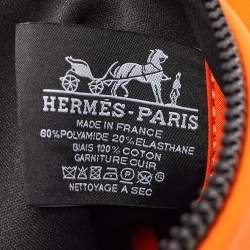 HERMÈS-PARIS
MADE IN FRANCE
80% POLYAMIDE 20% ELASTHANE
BIAIS 100% COTON
GARNITURE CUIR
NETTOYAGE A SEC